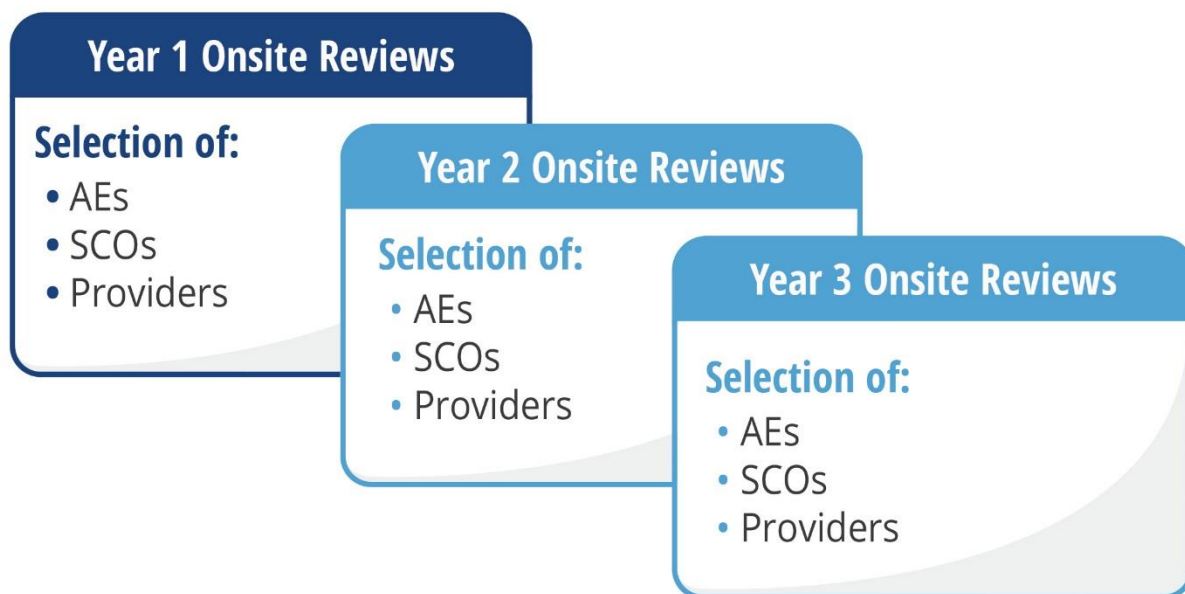 Year 1 Onsite Reviews
Selection of:
• AEs
• SCOs
• Providers
Year 2 Onsite Reviews
Selection of:
• AEs
• SCOs
• Providers
Year 3 Onsite Reviews
Selection of:
• AEs
• SCOs
• Providers